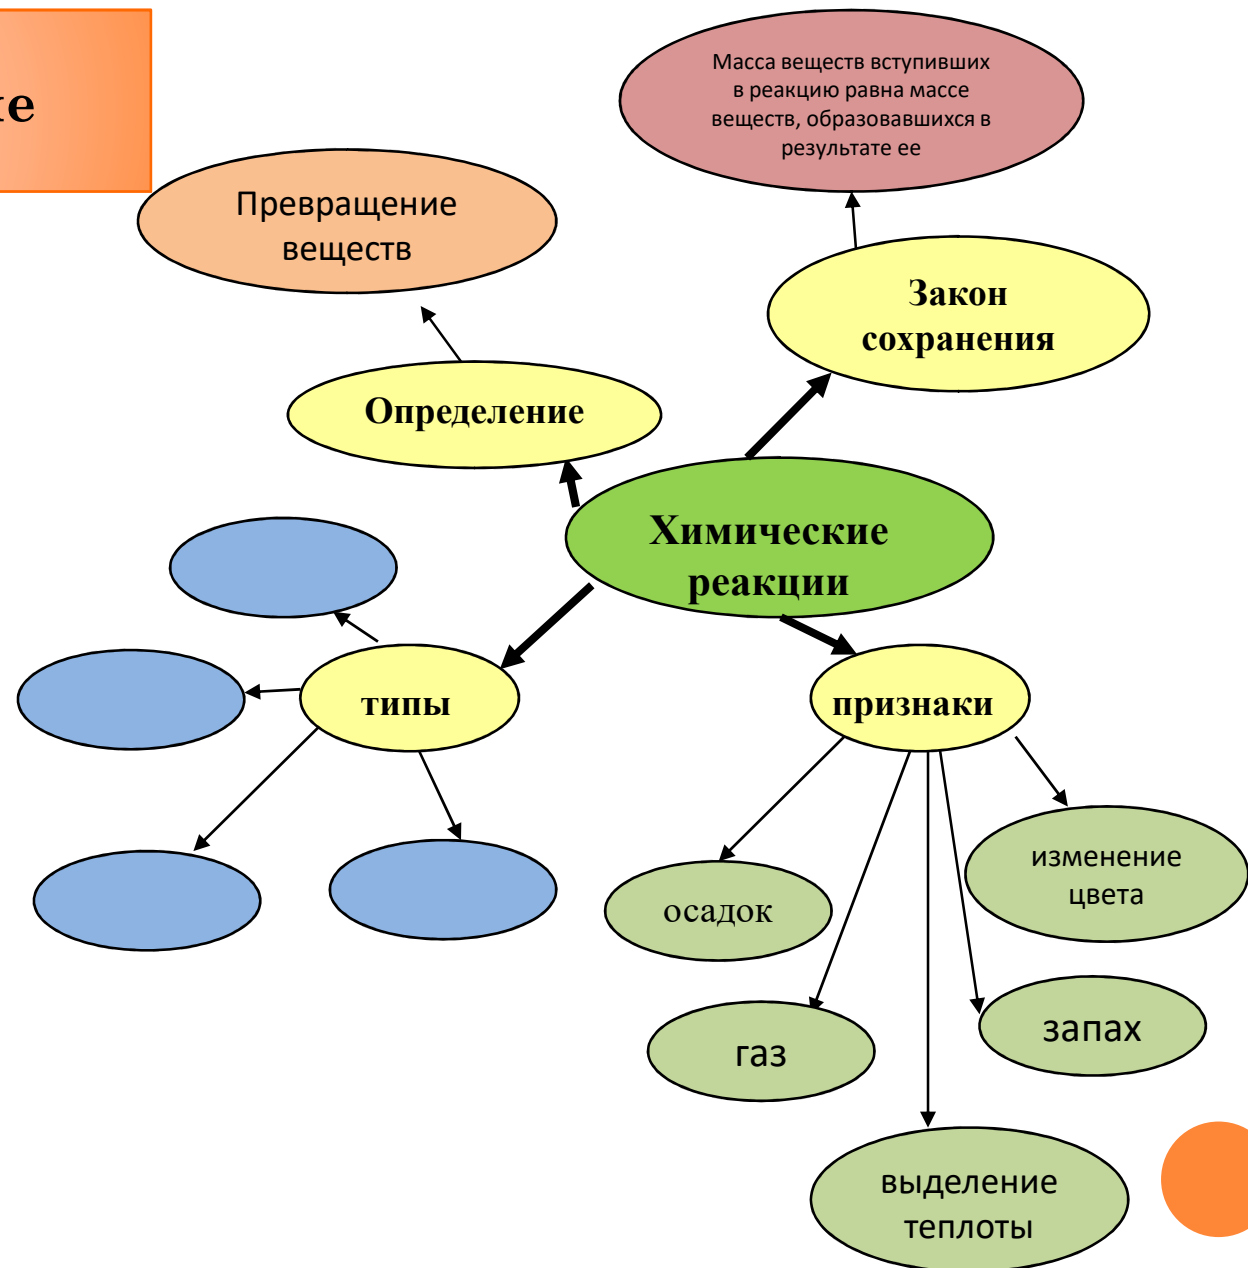 Масса веществ вступивших
в реакцию равна массе
веществ, образовавшихся в
результате ее
Превращение
веществ
Закон
сохранения
Определение
Химические
реакции
типы
признаки
изменение
цвета
осадок
запах
газ
выделение
теплоты